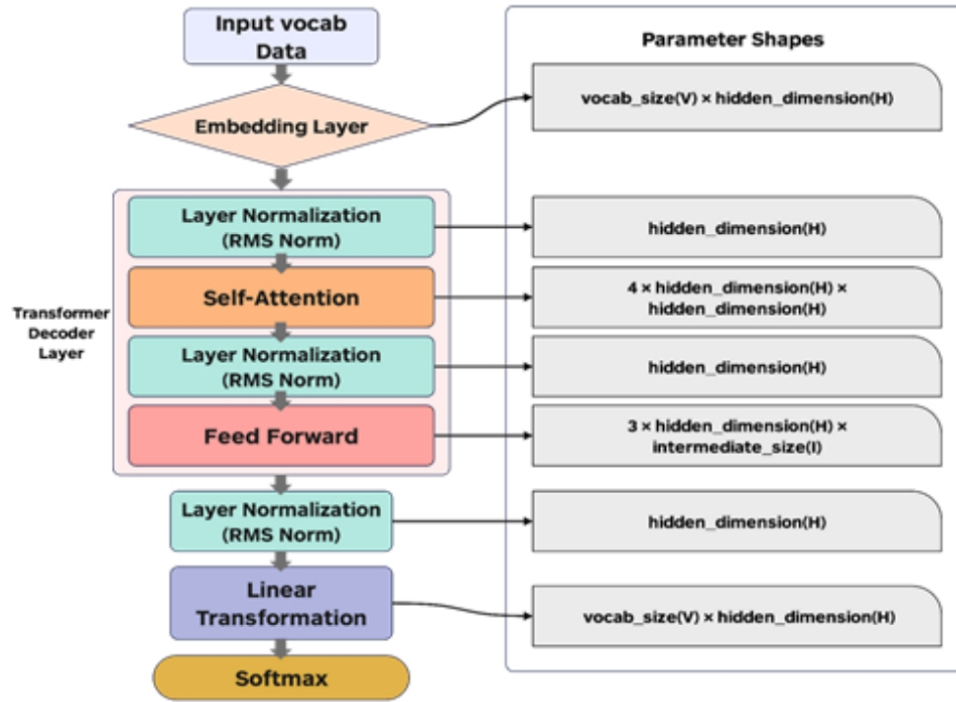 Input vocab
Data
Parameter Shapes
Embedding Layer
vocab_size(V) × hidden_dimension(H)
Transformer
Decoder
Layer
Layer Normalization
(RMS Norm)
hidden_dimension(H)
Self-Attention
4 × hidden_dimension(H) ×
hidden_dimension(H)
Layer Normalization
(RMS Norm)
hidden_dimension(H)
Feed Forward
3 × hidden_dimension(H) ×
intermediate_size(I)
Layer Normalization
(RMS Norm)
hidden_dimension(H)
Linear
Transformation
vocab_size(V) × hidden_dimension(H)
Softmax